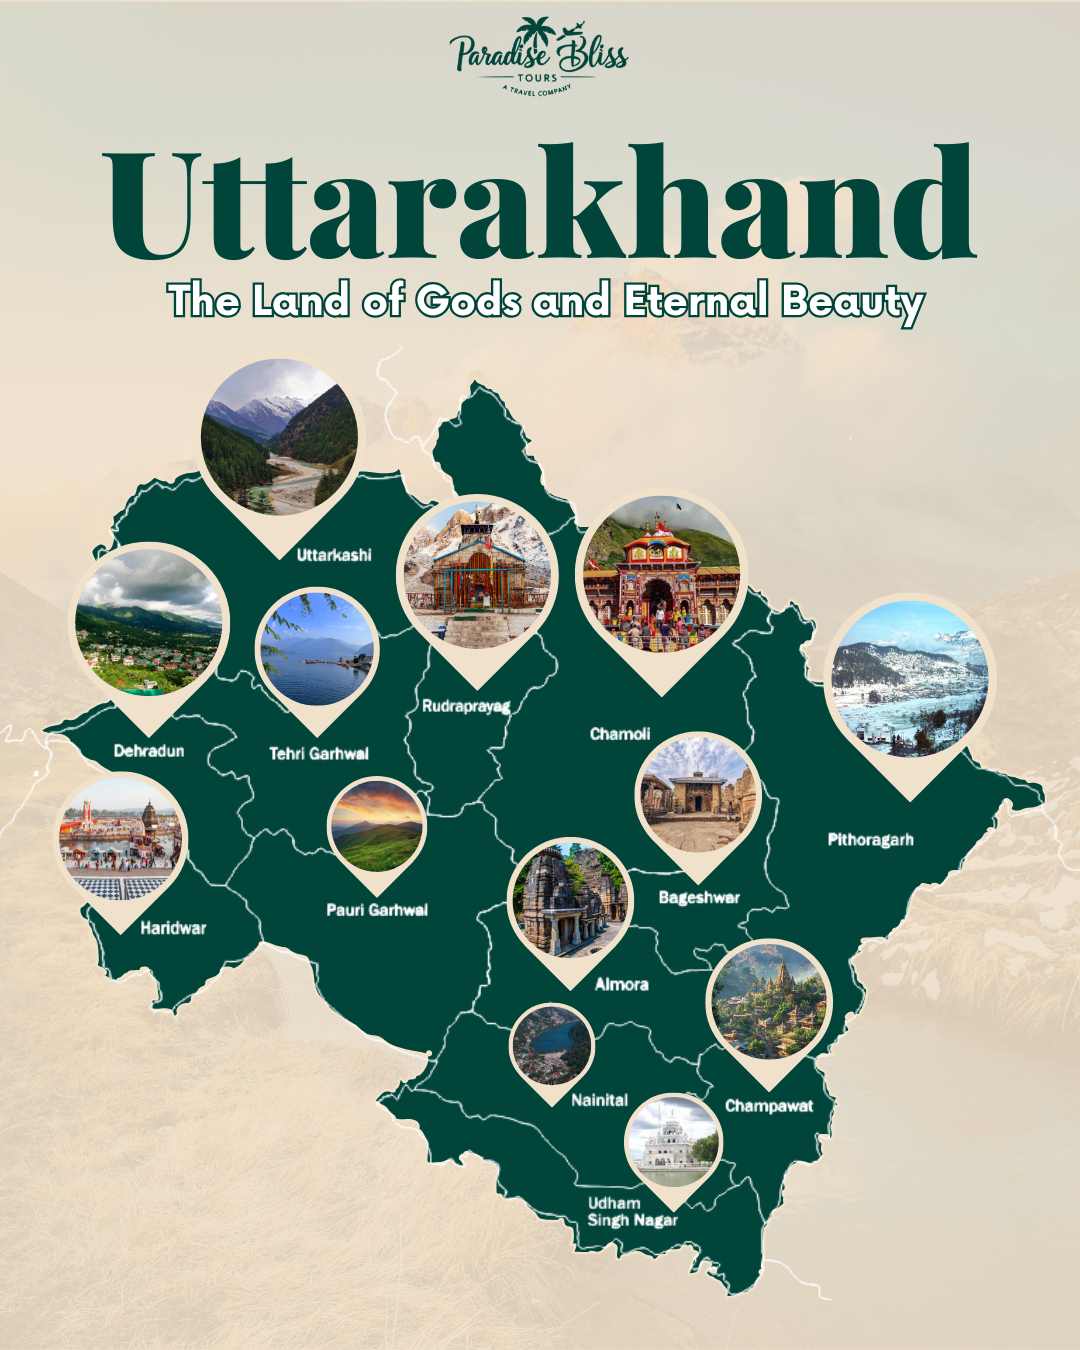 Paradise Bliss
TOURS
A TRAVEL COMPANY
Uttarakhand
The Land of Gods and Eternal Beauty
Uttarkashi
Rudraprayag
Chamoli
Dehradun
Tehri Garhwal
Pithoragarh
Bageshwar
Pauri Garhwal
Haridwar
Almora
Nainital
Champawat
Udham
Singh Nagar